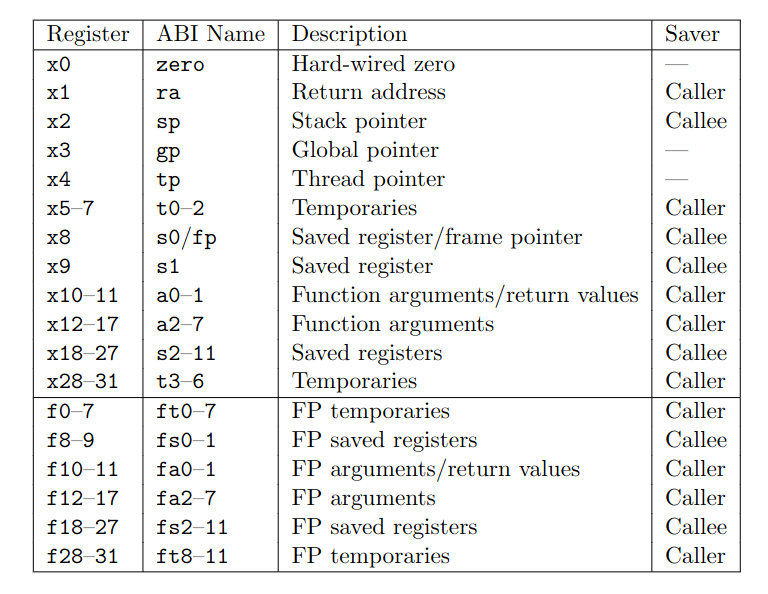 Register ABI Name Description Saver
x0 zero Hard-wired zero —
x1 ra Return address Caller
x2 sp Stack pointer Callee
x3 gp Global pointer —
x4 tp Thread pointer —
x5–7 t0–2 Temporaries Caller
x8 s0/fp Saved register/frame pointer Callee
x9 s1 Saved register Callee
x10–11 a0–1 Function arguments/return values Caller
x12–17 a2–7 Function arguments Caller
x18–27 s2–11 Saved registers Callee
x28–31 t3–6 Temporaries Caller
f0–7 ft0–7 FP temporaries Caller
f8–9 fs0–1 FP saved registers Callee
f10–11 fa0–1 FP arguments/return values Caller
f12–17 fa2–7 FP arguments Caller
f18–27 fs2–11 FP saved registers Callee
f28–31 ft8–11 FP temporaries Caller